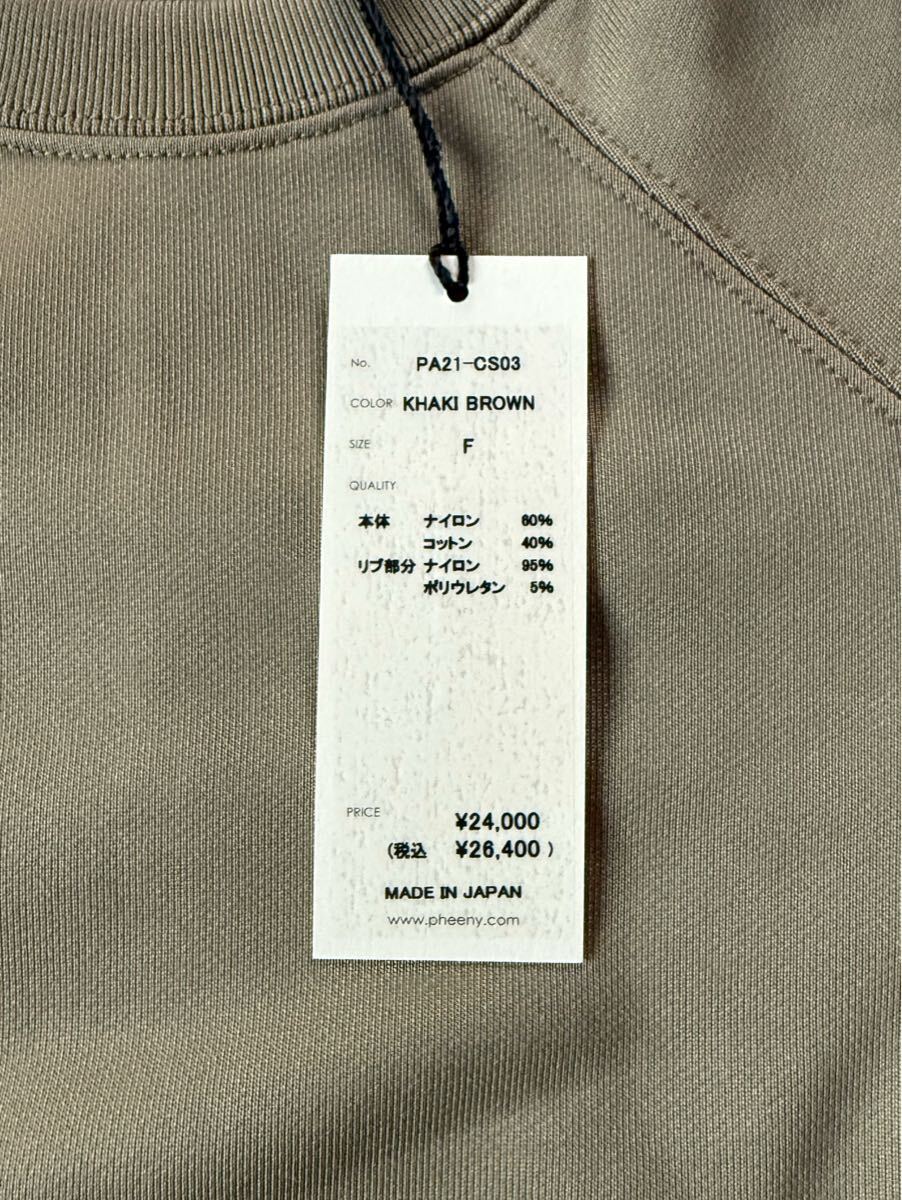 No. PA21-CS03
COLOR KHAKI BROWN
SIZE F
QUALITY
本体 ナイロン 60%
コットン 40%
リブ部分 ナイロン 95%
ポリウレタン 5%
PRICE ¥24,000
(税込 ¥26,400 )
MADE IN JAPAN
www.pheeny.com